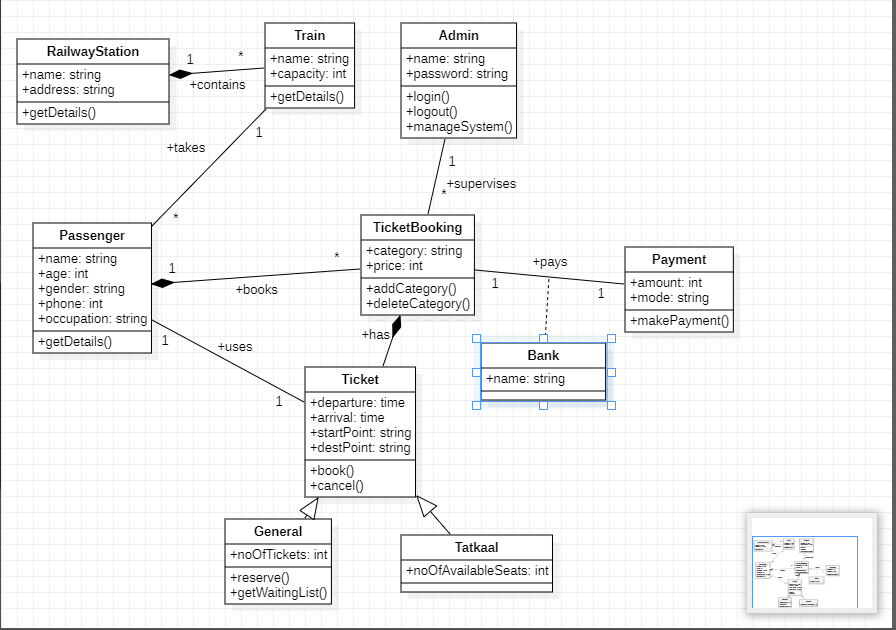 RailwayStation
+name: string
+address: string
+getDetails()
1
*
+contains
Train
+name: string
+capacity: int
+getDetails()
Admin
+name: string
+password: string
+login()
+logout()
+manageSystem()
+takes
1
*
1
+supervises
*
Passenger
+name: string
+age: int
+gender: string
+phone: int
+occupation: string
+getDetails()
1
*
+books
TicketBooking
+category: string
+price: int
+addCategory()
+deleteCategory()
+pays
1
1
Payment
+amount: int
+mode: string
+makePayment()
+has
1
+uses
1
Bank
+name: string
Ticket
+departure: time
+arrival: time
+startPoint: string
+destPoint: string
+book()
+cancel()
General
+noOfTickets: int
+reserve()
+getWaitingList()
Tatkaal
+noOfAvailableSeats: int